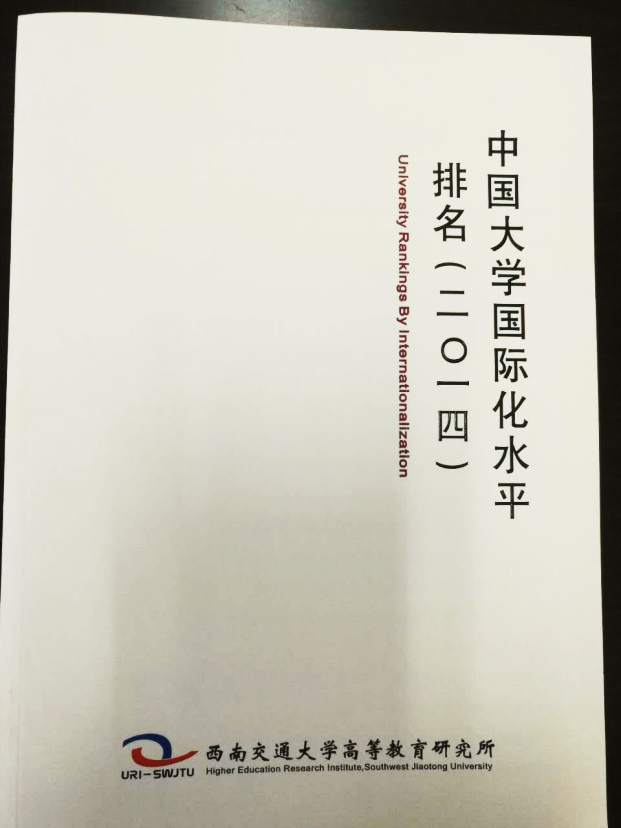 中国大学国际化水平
排名(二〇一四)
University Rankings By Internationalization
URI-SWJTU
西南交通大学高等教育研究所
Higher Education Research Institute,Southwest Jiaotong University